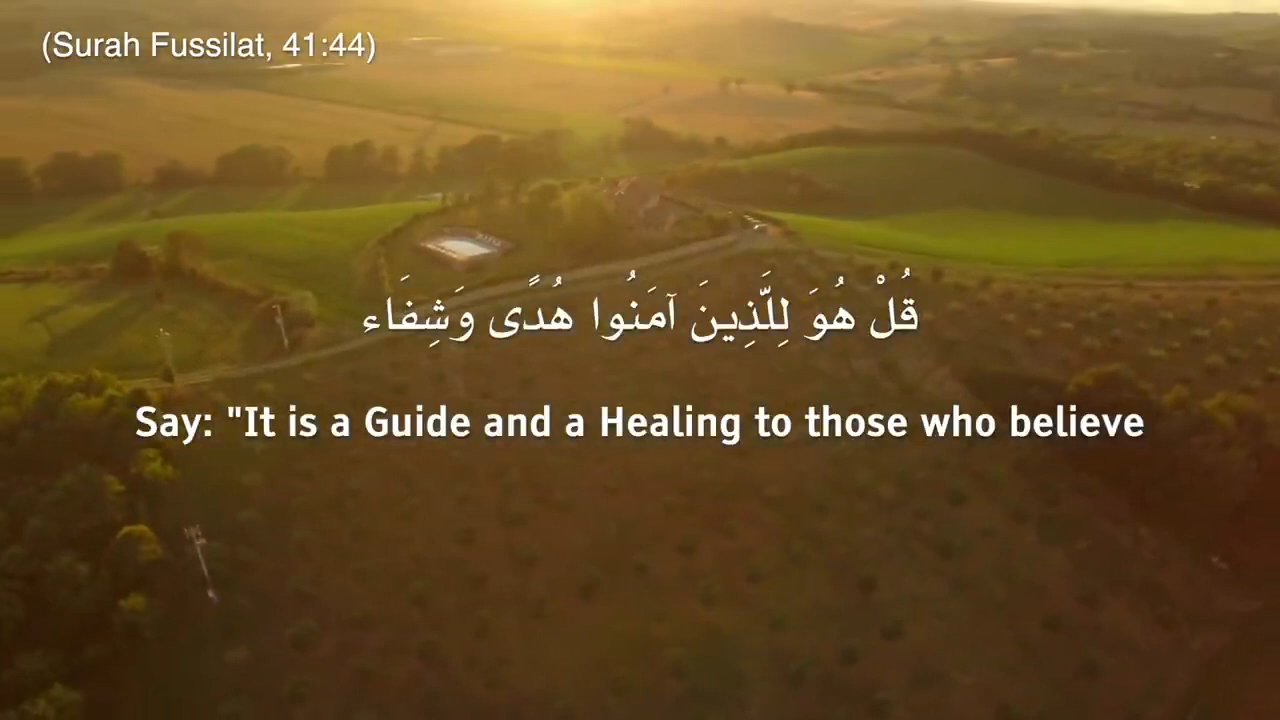 (Surah Fussilat, 41:44)
قُلْ هُوَ لِلَّذِينَ آمَنُوا هُدًى وَشِفَاء
Say: "It is a Guide and a Healing to those who believe